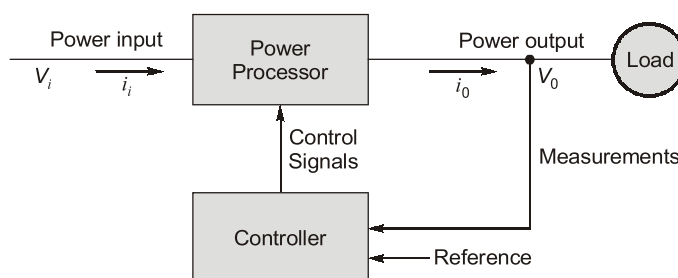 Power input
Power
Processor
Power output
Load
V_i
i_i
i_0
V_0
Control
Signals
Measurements
Controller
Reference